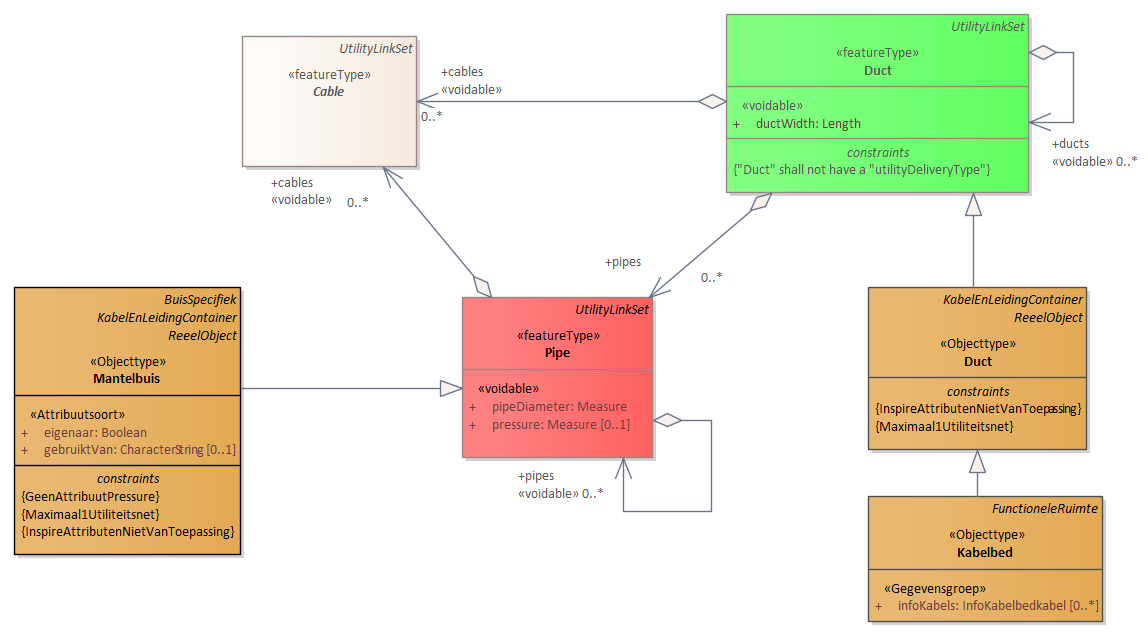 UtilityLinkSet
«featureType»
Cable
+cables
«voidable»
0..*
UtilityLinkSet
«featureType»
Duct
«voidable»
+ ductWidth: Length
constraints
{"Duct" shall not have a "utilityDeliveryType"}
+ducts
«voidable» 0..*
+cables
«voidable» 0..*
+pipes
0..*
BuisSpecifiek
KabelEnLeidingContainer
ReeelObject
«Objecttype»
Mantelbuis
«Attribuutsoort»
+ eigenaar: Boolean
+ gebruiktVan: CharacterString [0..1]
constraints
{GeenAttribuutPressure}
{Maximaal1Utiliteitsnet}
{InspireAttributenNietVanToepassing}
UtilityLinkSet
«featureType»
Pipe
«voidable»
+ pipeDiameter: Measure
+ pressure: Measure [0..1]
+pipes
«voidable» 0..*
KabelEnLeidingContainer
ReeelObject
«Objecttype»
Duct
constraints
{InspireAttributenNietVanToepassing}
{Maximaal1Utiliteitsnet}
FunctioneleRuimte
«Objecttype»
Kabelbed
«Gegevensgroep»
+ infoKabels: InfoKabelbedkabel [0..*]